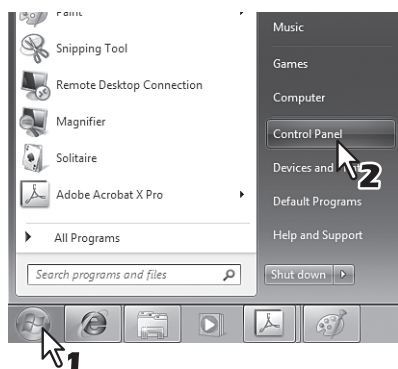 Paint
Snipping Tool
Remote Desktop Connection
Magnifier
Solitaire
Adobe Acrobat X Pro
All Programs
Search programs and files
Music
Games
Computer
Control Panel
Devices and
Default Programs
Help and Support
Shut down
1
2